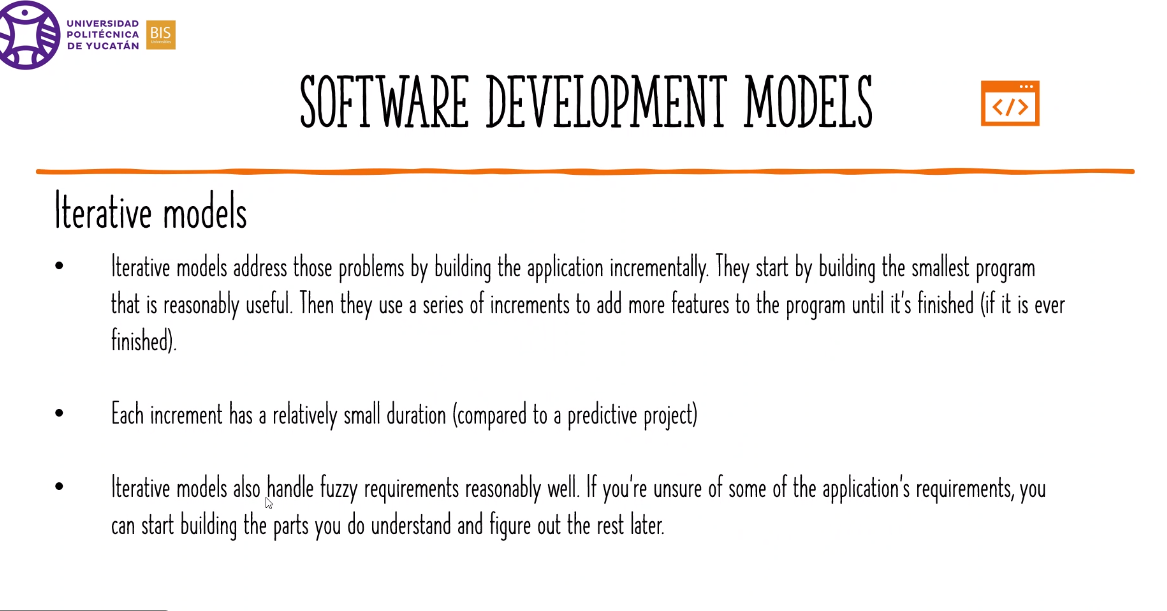 UNIVERSIDAD
POLITÉCNICA
DE YUCATÁN
BIS
SOFTWARE DEVELOPMENT MODELS
</>
Iterative models
• Iterative models address those problems by building the application incrementally. They start by building the smallest program
that is reasonably useful. Then they use a series of increments to add more features to the program until it's finished (if it is ever
finished).
• Each increment has a relatively small duration (compared to a predictive project)
• Iterative models also handle fuzzy requirements reasonably well. If you're unsure of some of the application's requirements, you
can start building the parts you do understand and figure out the rest later.